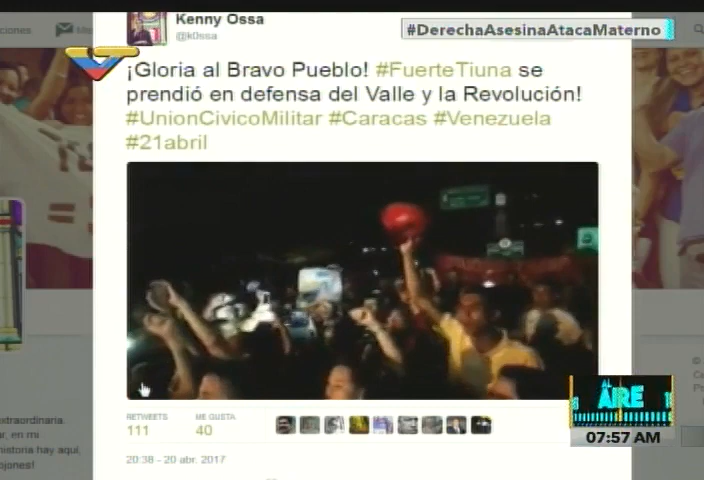 Kenny Ossa
@k0ssa
#DerechaAsesinaAtacaMaterno
¡Gloria al Bravo Pueblo! #FuerteTiuna se
prendió en defensa del Valle y la Revolución!
#UnionCivicoMilitar #Caracas #Venezuela
#21abril
RETWEETS
111
ME GUSTA
40
20:38 - 20 abr. 2017
AL
AIRE
07:57 AM
extraordinaria.
ar, en mi
historia hay aquí,
ojones!